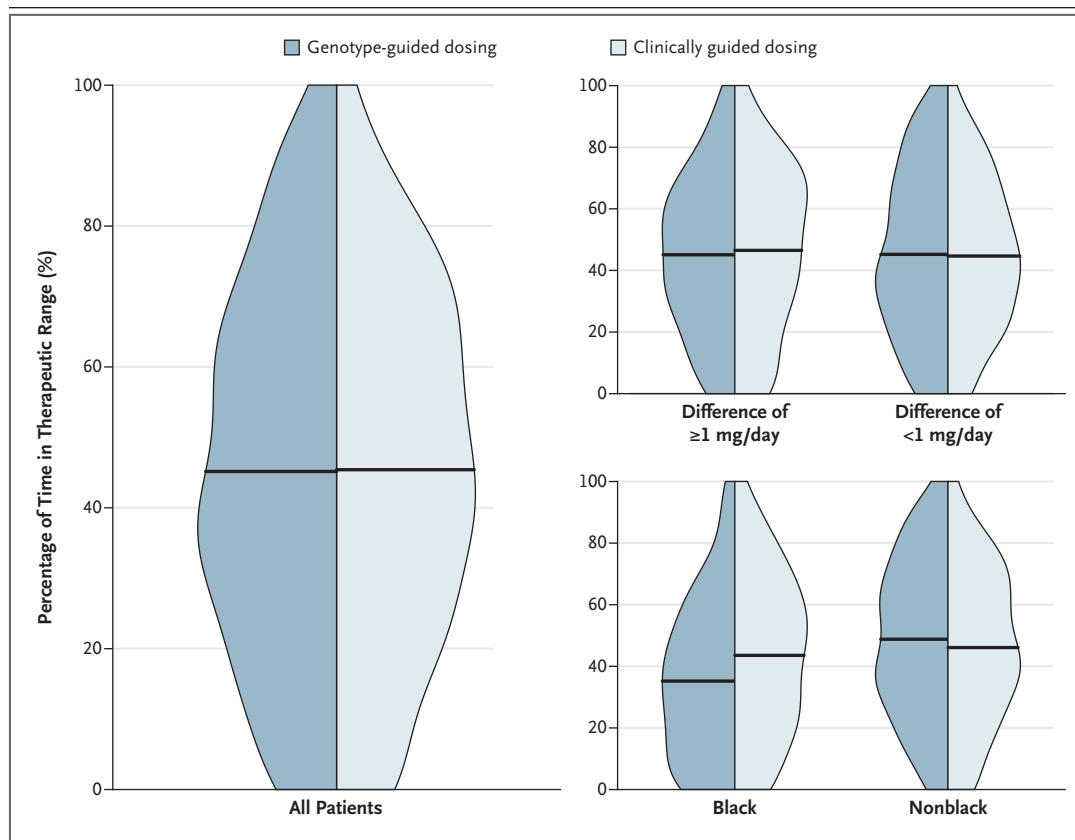 Genotype-guided dosing
Clinically guided dosing
Percentage of Time in Therapeutic Range (%)
100
80
60
40
20
0
All Patients
100
80
60
40
20
0
Difference of
≥1 mg/day
Difference of
<1 mg/day
100
80
60
40
20
0
Black
Nonblack